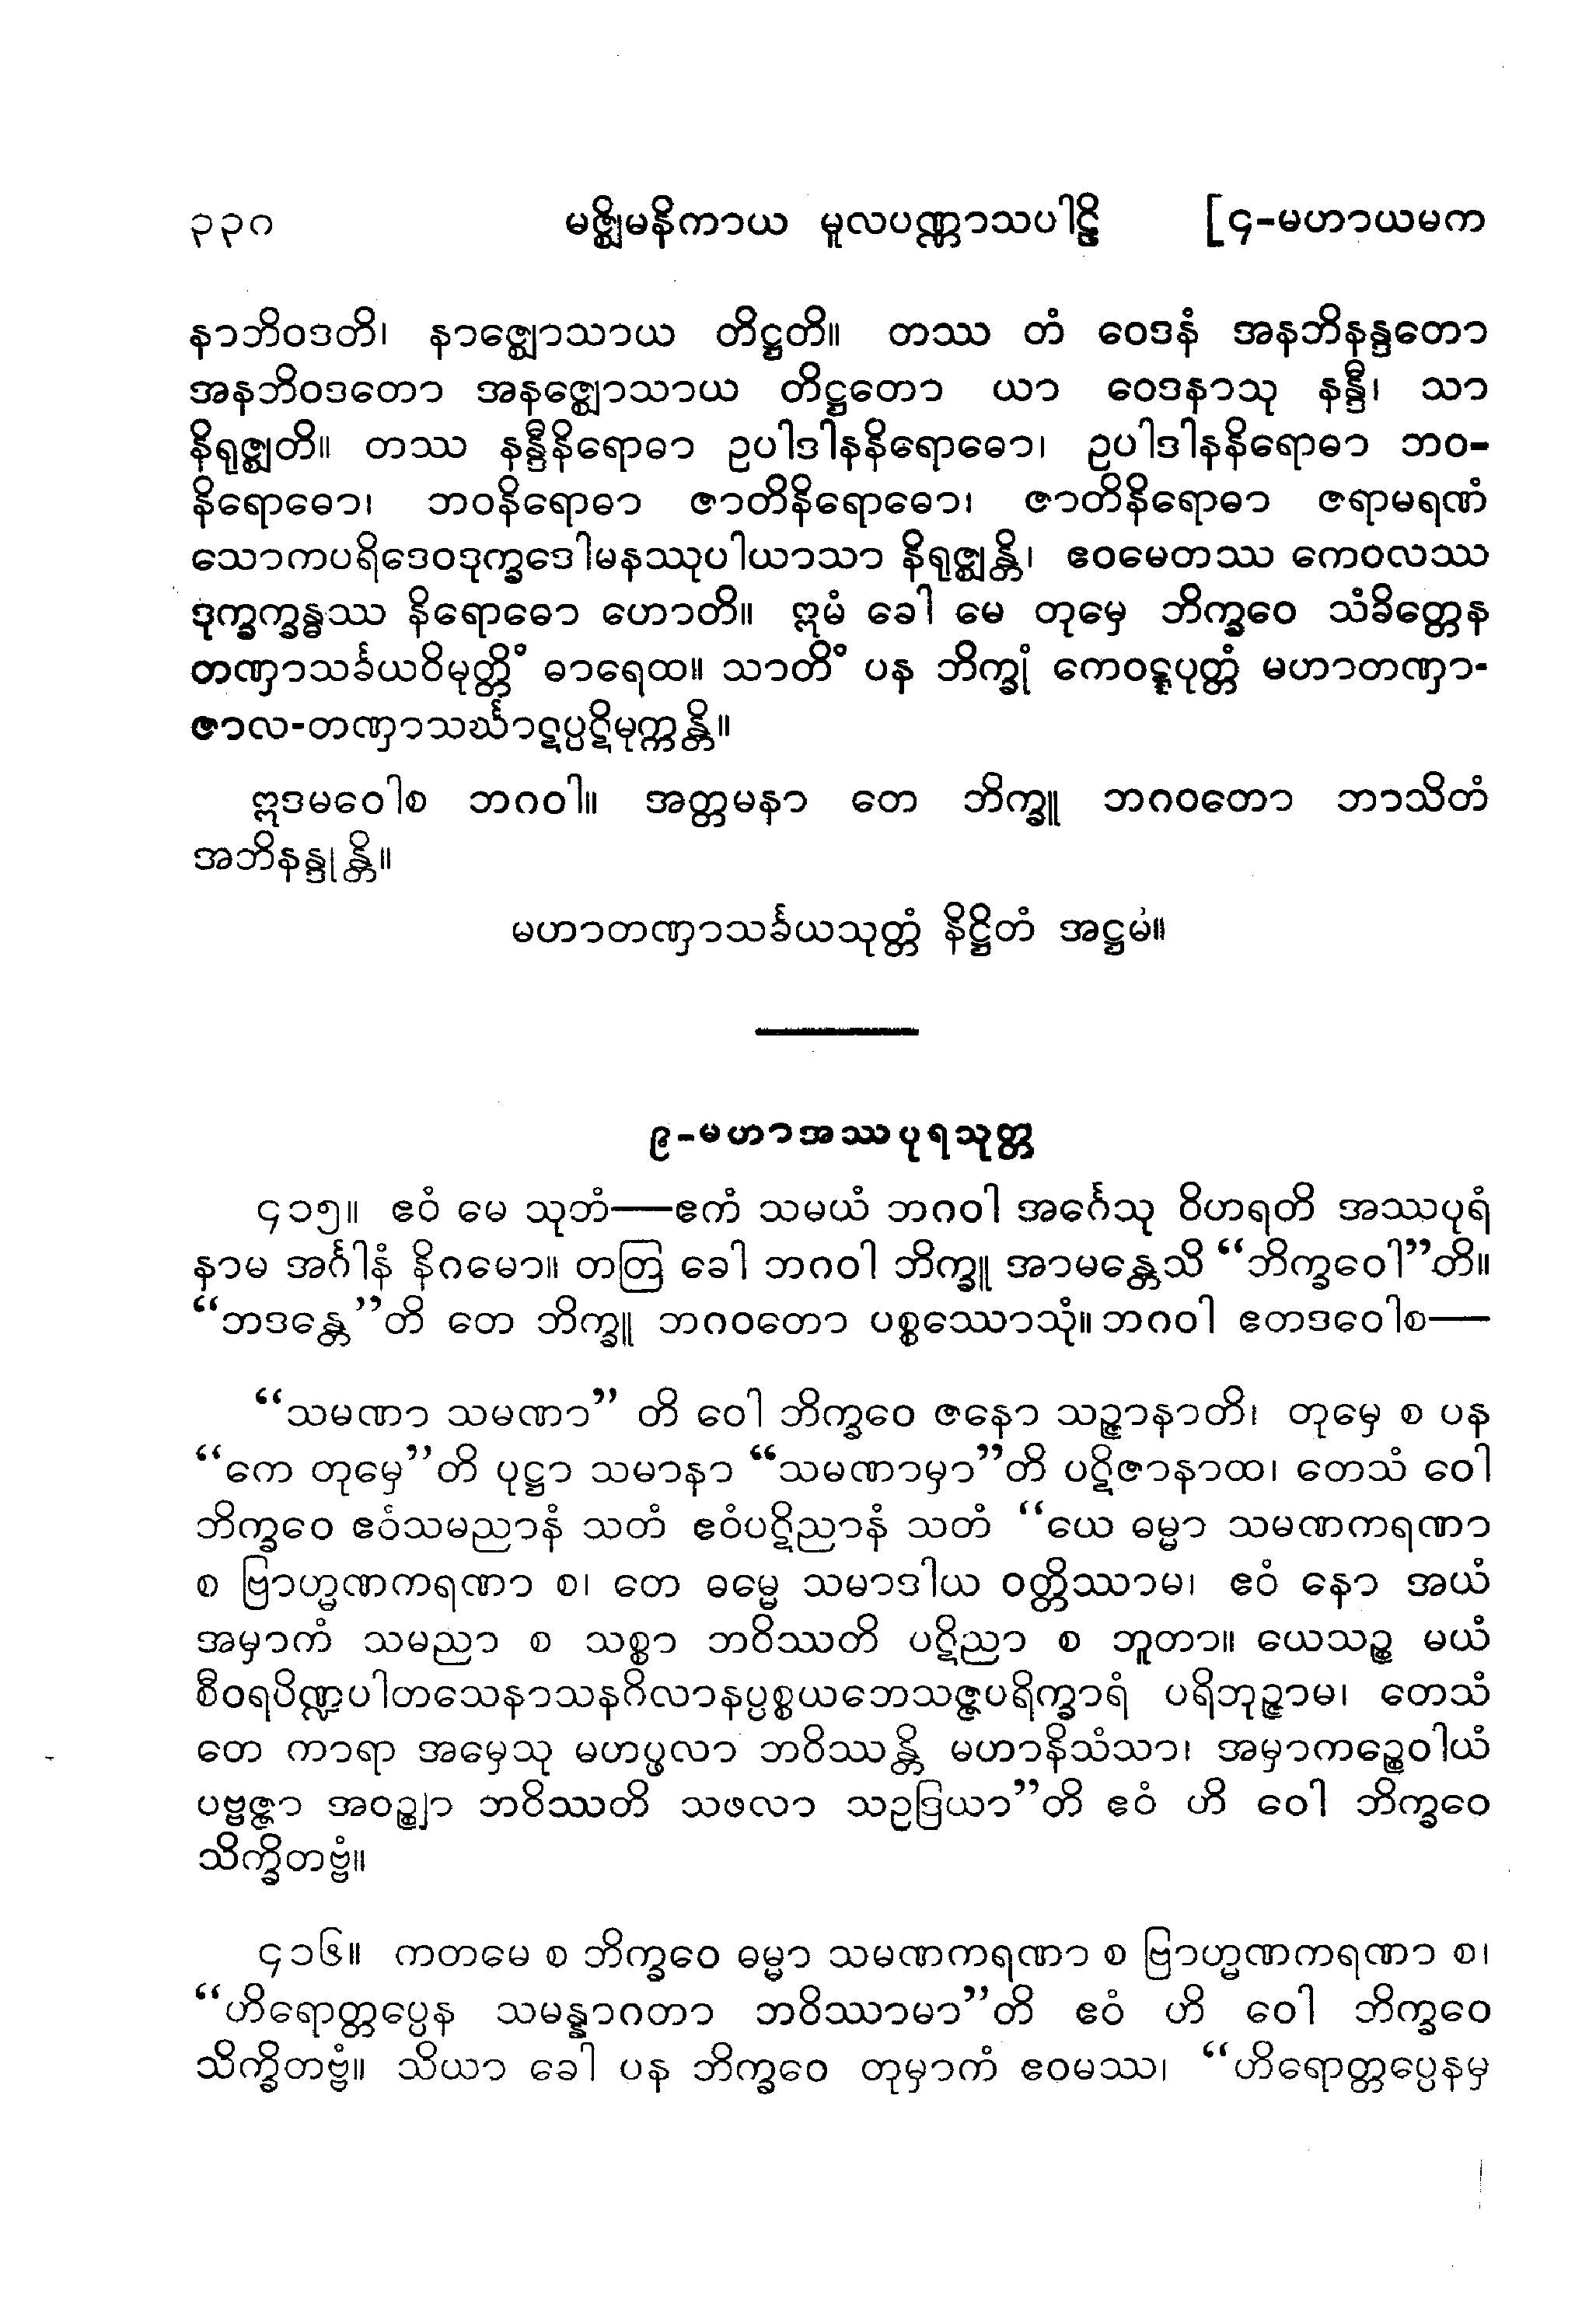 ၃၃ဂ မဇ္ဈိမနိကာယ မူလပဏ္ဏာသပါဠိ [၄-မဟာယမက
နာဘိဝဒတိ၊ နာဇ္ဈောသာယ တိဋ္ဌတိ။ တဿ တံ ဝေဒနံ အနဘိနန္ဒတော
အနဘိဝဒတော အနဇ္ဈောသာယ တိဋ္ဌတော ယာ ဝေဒနာသု နန္ဒီ၊ သာ
နိရုဇ္ဈတိ။ တဿ နန္ဒီနိရောဓာ ဥပါဒါနနိရောဓော၊ ဥပါဒါနနိရောဓာ ဘဝ-
နိရောဓော၊ ဘဝနိရောဓာ ဇာတိနိရောဓော၊ ဇာတိနိရောဓာ ဇရာမရဏံ
သောကပရိဒေဝဒုက္ခဒေါမနဿုပါယာသာ နိရုဇ္ဈန္တိ၊ ဧဝမေတဿ ကေဝလဿ
ဒုက္ခက္ခန္ဓဿ နိရောဓော ဟောတိ။ ဣမံ ခေါ မေ တုမှေ ဘိက္ခဝေ သံခိတ္တေန
တဏှာသင်္ခယဝိမုတ္တိံ ဓာရေထ။ သာတိံ ပန ဘိက္ခုံ ကေဝဋ္ဋပုတ္တံ မဟာတဏှာ-
ဇာလ-တဏှာသင်္ဃာဋပ္ပဋိမုက္ကန္တိ။
ဣဒမဝေါစ ဘဂဝါ။ အတ္တမနာ တေ ဘိက္ခူ ဘဂဝတော ဘာသိတံ
အဘိနန္ဒုန္တိ။
မဟာတဏှာသင်္ခယသုတ္တံ နိဋ္ဌိတံ အဋ္ဌမံ။
၉-မဟာအဿပုရသုတ္တ
၄၁၅။ ဧဝံ မေ သုဘံ—ဧကံ သမယံ ဘဂဝါ အင်္ဂေသု ဝိဟရတိ အဿပုရံ
နာမ အင်္ဂါနံ နိဂမော။ တတြ ခေါ ဘဂဝါ ဘိက္ခူ အာမန္တေသိ “ဘိက္ခဝေါ”တိ။
“ဘဒန္တေ”တိ တေ ဘိက္ခူ ဘဂဝတော ပစ္စဿောသုံ။ ဘဂဝါ ဧတဒဝေါစ—
“သမဏာ သမဏာ” တိ ဝေါ ဘိက္ခဝေ ဇနော သဉ္ဇာနာတိ၊ တုမှေ စ ပန
“ကေ တုမှေ”တိ ပုဋ္ဌာ သမာနာ “သမဏာမှာ”တိ ပဋိဇာနာထ၊ တေသံ ဝေါ
ဘိက္ခဝေ ဧဝံသမညာနံ သတံ ဧဝံပဋိညာနံ သတံ “ယေ ဓမ္မာ သမဏကရဏာ
စ ဗြာဟ္မဏကရဏာ စ၊ တေ ဓမ္မေ သမာဒါယ ဝတ္တိဿာမ၊ ဧဝံ နော အယံ
အမှာကံ သမညာ စ သစ္စာ ဘဝိဿတိ ပဋိညာ စ ဘူတာ။ ယေသဉ္စ မယံ
စီဝရပိဏ္ဍပါတသေနာသနဂိလာနပ္ပစ္စယဘေသဇ္ဇပရိက္ခာရံ ပရိဘုဉ္ဇာမ၊ တေသံ
တေ ကာရာ အမှေသု မဟပ္ဖလာ ဘဝိဿန္တိ မဟာနိသံသာ၊ အမှာကဉ္စေဝါယံ
ပဗ္ဗဇ္ဇာ အဝဉ္ဈာ ဘဝိဿတိ သဖလာ သဥဒြယာ”တိ ဧဝံ ဟိ ဝေါ ဘိက္ခဝေ
သိက္ခိတဗ္ဗံ။
၄၁၆။ ကတမေ စ ဘိက္ခဝေ ဓမ္မာ သမဏကရဏာ စ ဗြာဟ္မဏကရဏာ စ၊
“ဟိရောတ္တပ္ပေန သမန္နာဂတာ ဘဝိဿာမာ”တိ ဧဝံ ဟိ ဝေါ ဘိက္ခဝေ
သိက္ခိတဗ္ဗံ။ သိယာ ခေါ ပန ဘိက္ခဝေ တုမှာကံ ဧဝမဿ၊ “ဟိရောတ္တပ္ပေနမှ